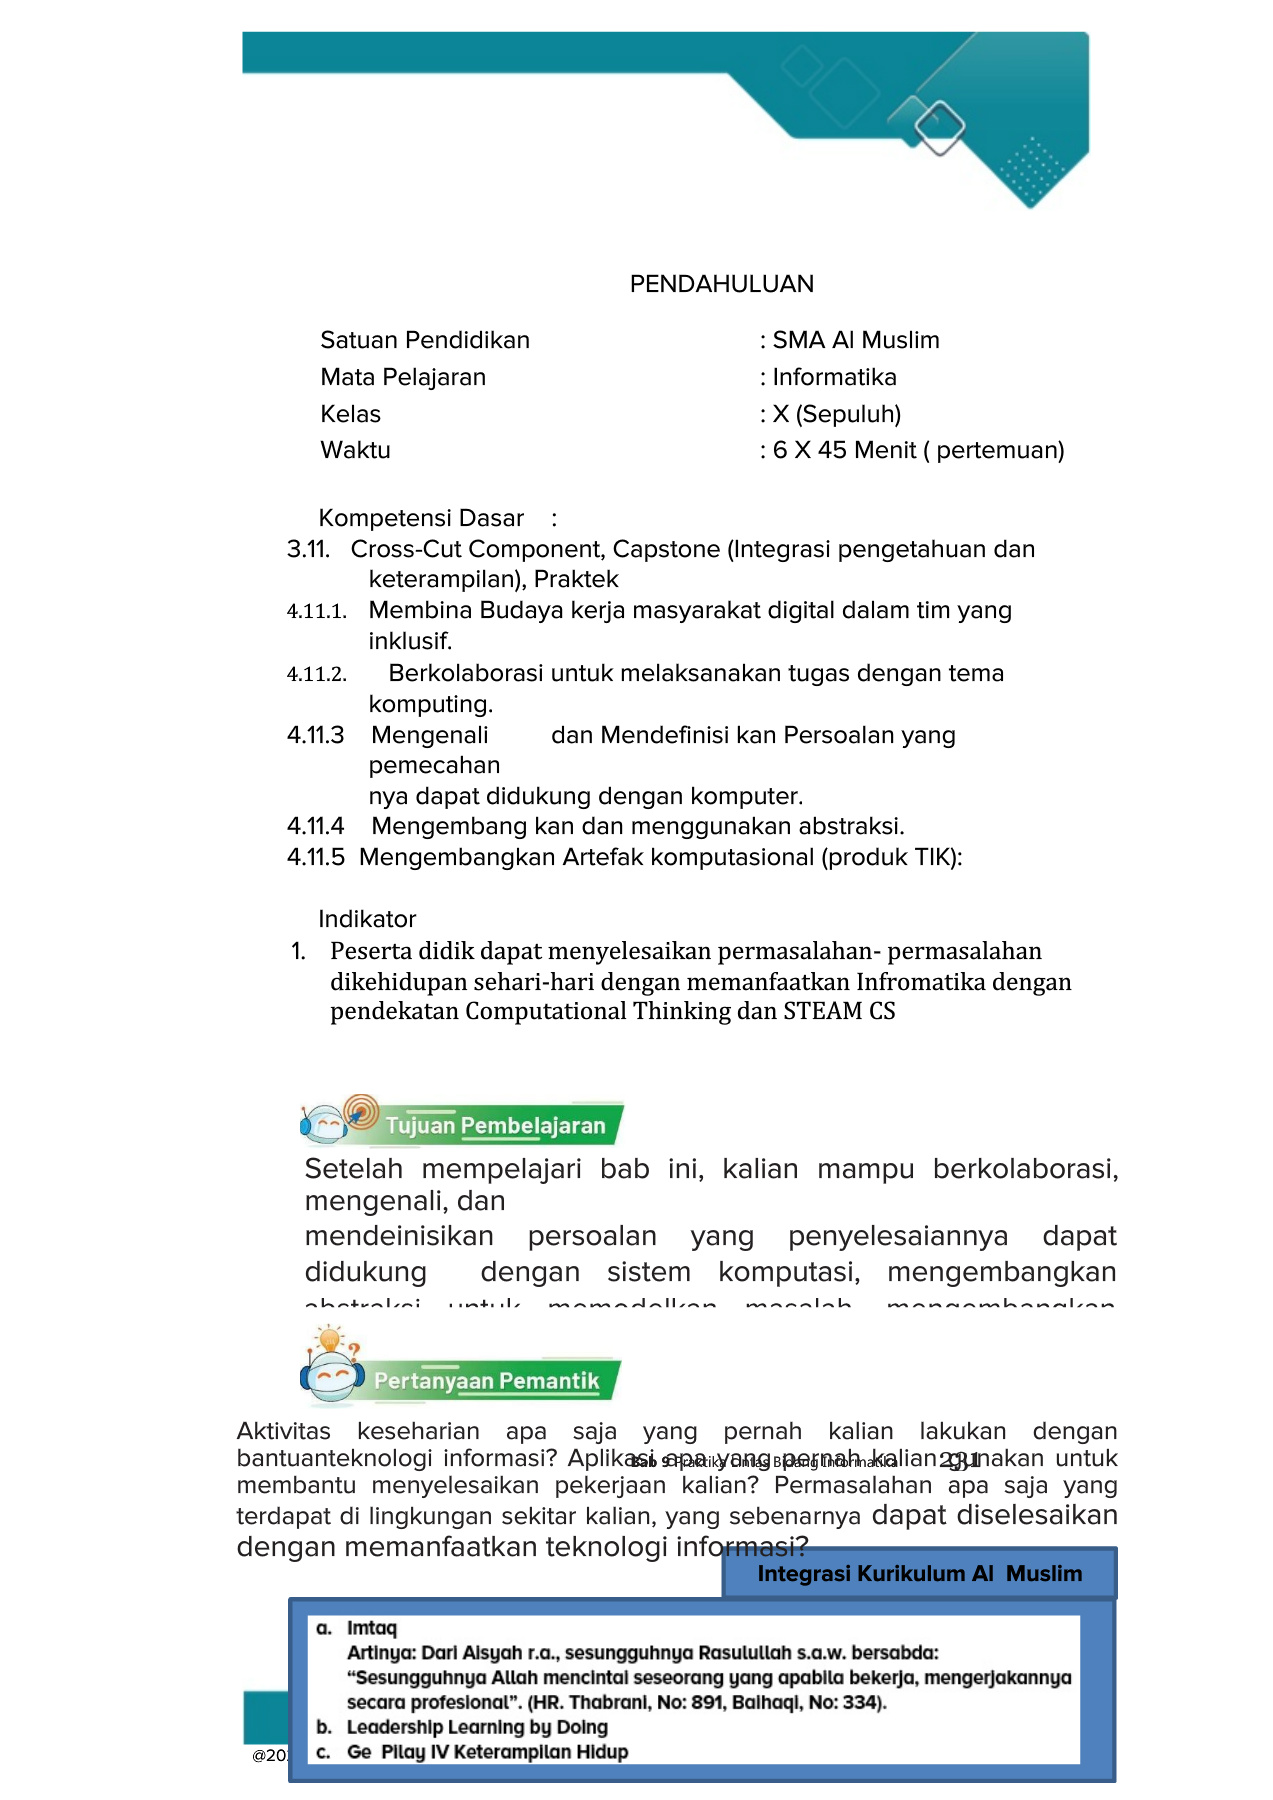 PENDAHULUAN
Satuan Pendidikan : SMA Al Muslim
Mata Pelajaran : Informatika
Kelas : X (Sepuluh)
Waktu : 6 X 45 Menit ( pertemuan)
Kompetensi Dasar :
3.11. Cross-Cut Component, Capstone (Integrasi pengetahuan dan
keterampilan), Praktek
4.11.1. Membina Budaya kerja masyarakat digital dalam tim yang
inklusif.
4.11.2. Berkolaborasi untuk melaksanakan tugas dengan tema
komputing.
4.11.3 Mengenali dan Mendefinisi kan Persoalan yang
pemecahan
nya dapat didukung dengan komputer.
4.11.4 Mengembang kan dan menggunakan abstraksi.
4.11.5 Mengembangkan Artefak komputasional (produk TIK):
Indikator
1. Peserta didik dapat menyelesaikan permasalahan- permasalahan
dikehidupan sehari-hari dengan memanfaatkan Infromatika dengan
pendekatan Computational Thinking dan STEAM CS
Tujuan Pembelajaran
Setelah mempelajari bab ini, kalian mampu berkolaborasi,
mengenali, dan
mendeinisikan persoalan yang penyelesaiannya dapat
didukung dengan sistem komputasi, mengembangkan
abstraksi untuk memodelkan masalah, mengembangkan
Pertanyaan Pemantik
Aktivitas keseharian apa saja yang pernah kalian lakukan dengan
bantuanteknologi informasi? Aplikasi apa yang pernah kalian gunakan untuk
Bab 9 Praktika Lintas Bidang Informatika 231
membantu menyelesaikan pekerjaan kalian? Permasalahan apa saja yang
terdapat di lingkungan sekitar kalian, yang sebenarnya dapat diselesaikan
dengan memanfaatkan teknologi informasi?
Integrasi Kurikulum Al Muslim
a. Imtaq
Artinya: Dari Aisyah r.a., sesungguhnya Rasulullah s.a.w. bersabda:
“Sesungguhnya Allah mencintai seseorang yang apabila bekerja, mengerjakannya
secara profesional”. (HR. Thabrani, No: 891, Baihaqi, No: 334).
b. Leadership Learning by Doing
c. Ge Pilay IV Keterampilan Hidup
@20